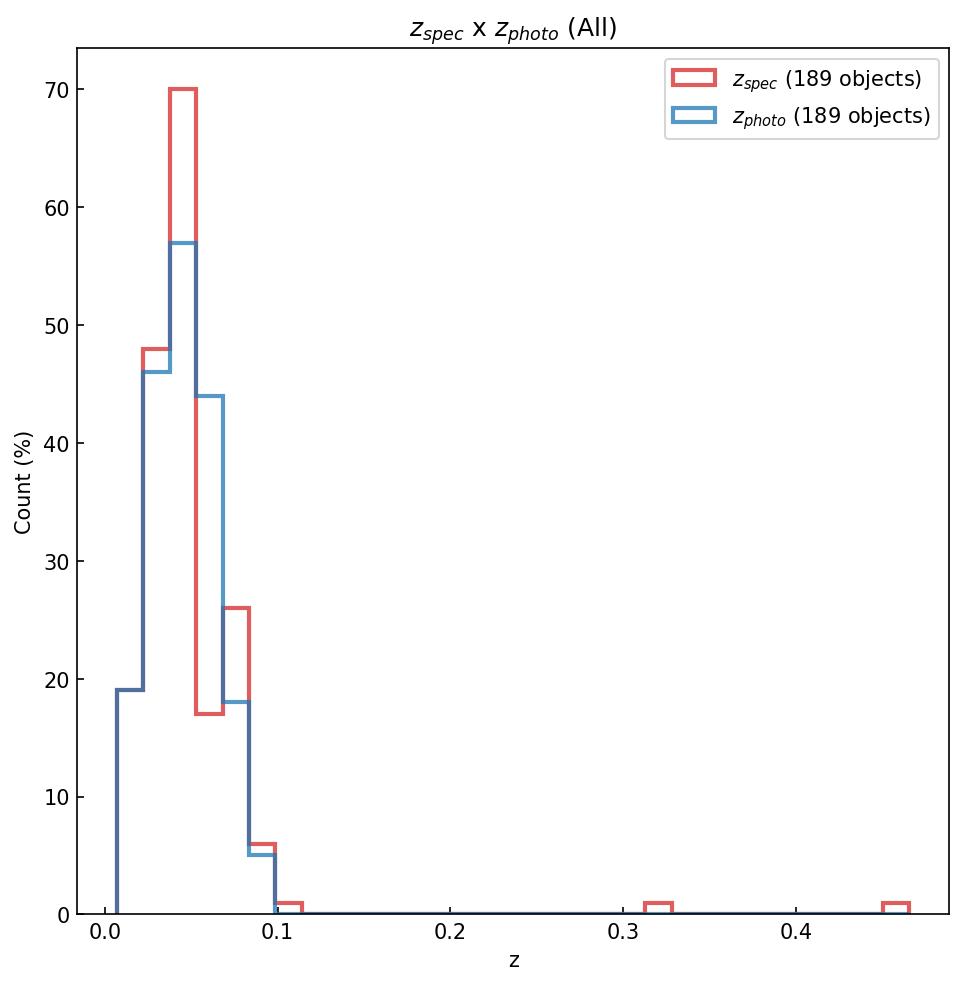 z_spec x z_photo (All)
z_spec (189 objects)
z_photo (189 objects)
Count (%)
70
60
50
40
30
20
10
0
0.0 0.1 0.2 0.3 0.4
z